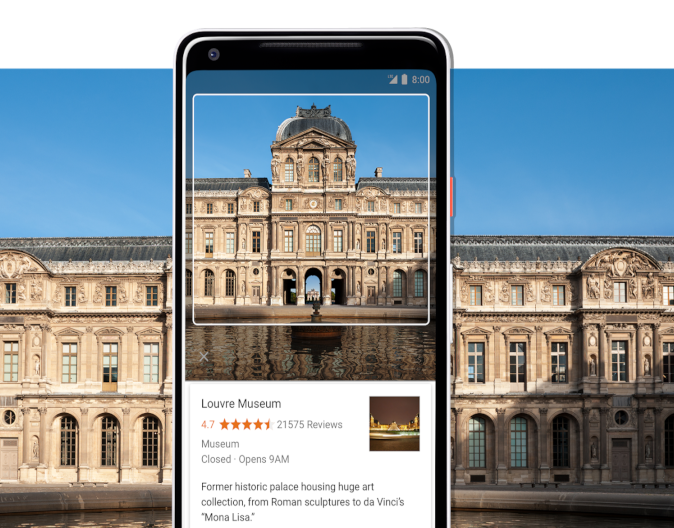 8:00
Louvre Museum
4.7 21575 Reviews
Museum
Closed · Opens 9AM
Former historic palace housing huge art
collection, from Roman sculptures to da Vinci's
"Mona Lisa."